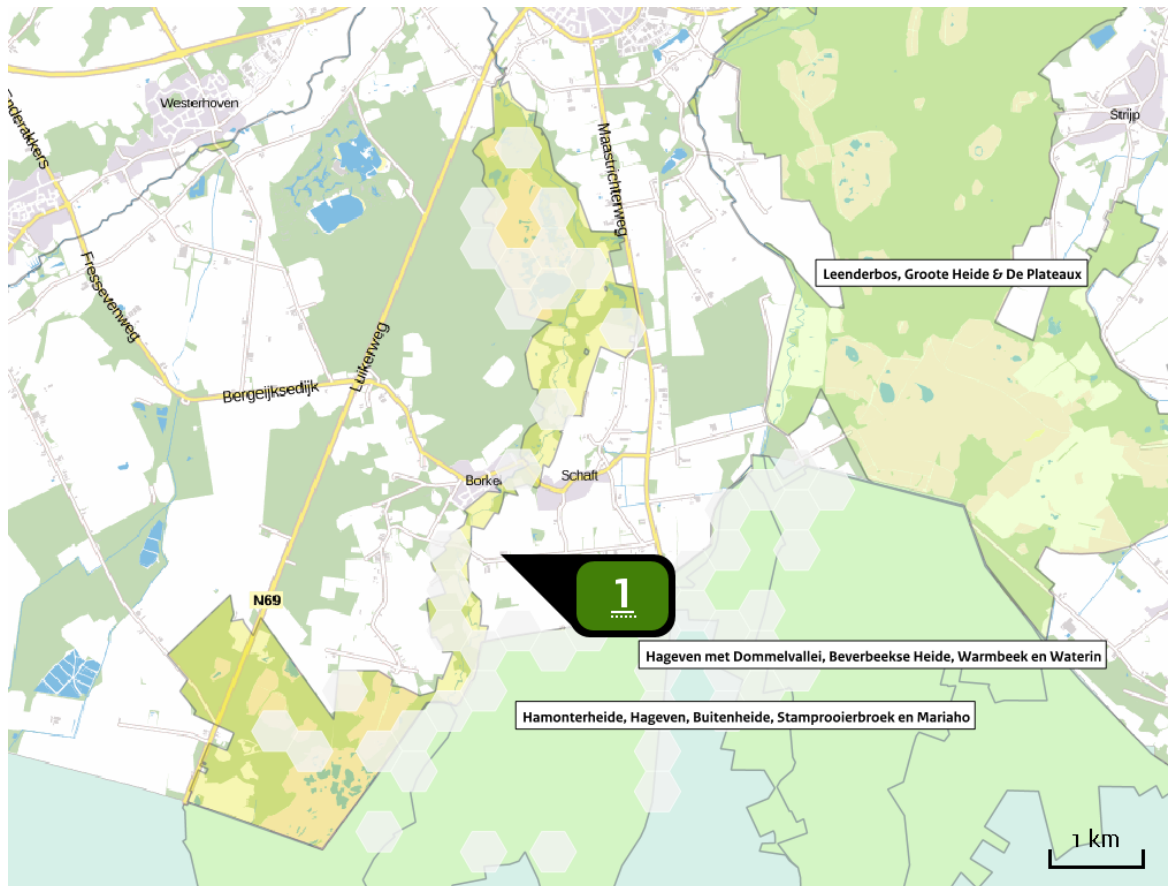 Westerhoven
Strijp
Maastrichterweg
Leenderbos, Groote Heide & De Plateaux
Fressevenweg
Luikerweg
Bergeijksedijk
Borke
Schaft
N69
1
Hageven met Dommelvallei, Beverbeekse Heide, Warmbeek en Waterin
Hamonterheide, Hageven, Buitenheide, Stamprooierbroek en Mariaho
1 km